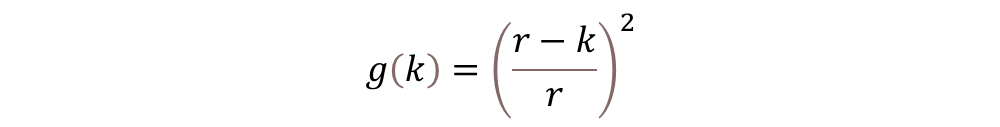 g(k) = ((r − k)/r)²